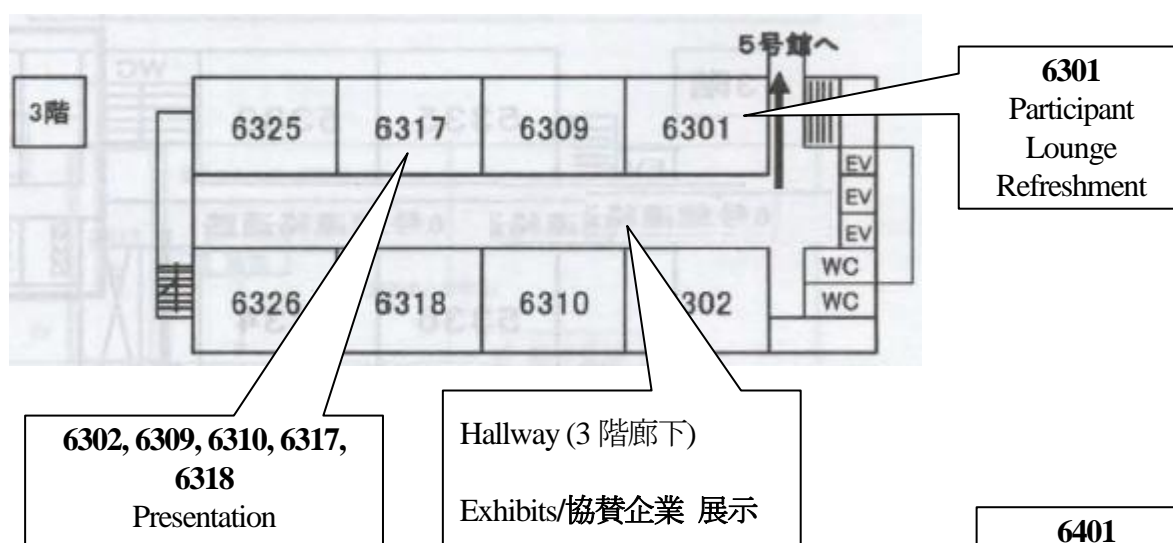 5号館へ
3階
6325 6317 6309 6301
EV
EV
EV
WC
6326 6318 6310 302
WC
6301
Participant
Lounge
Refreshment
6302, 6309, 6310, 6317,
6318
Presentation
Hallway (3 階廊下)
Exhibits/協賛企業 展示
6401